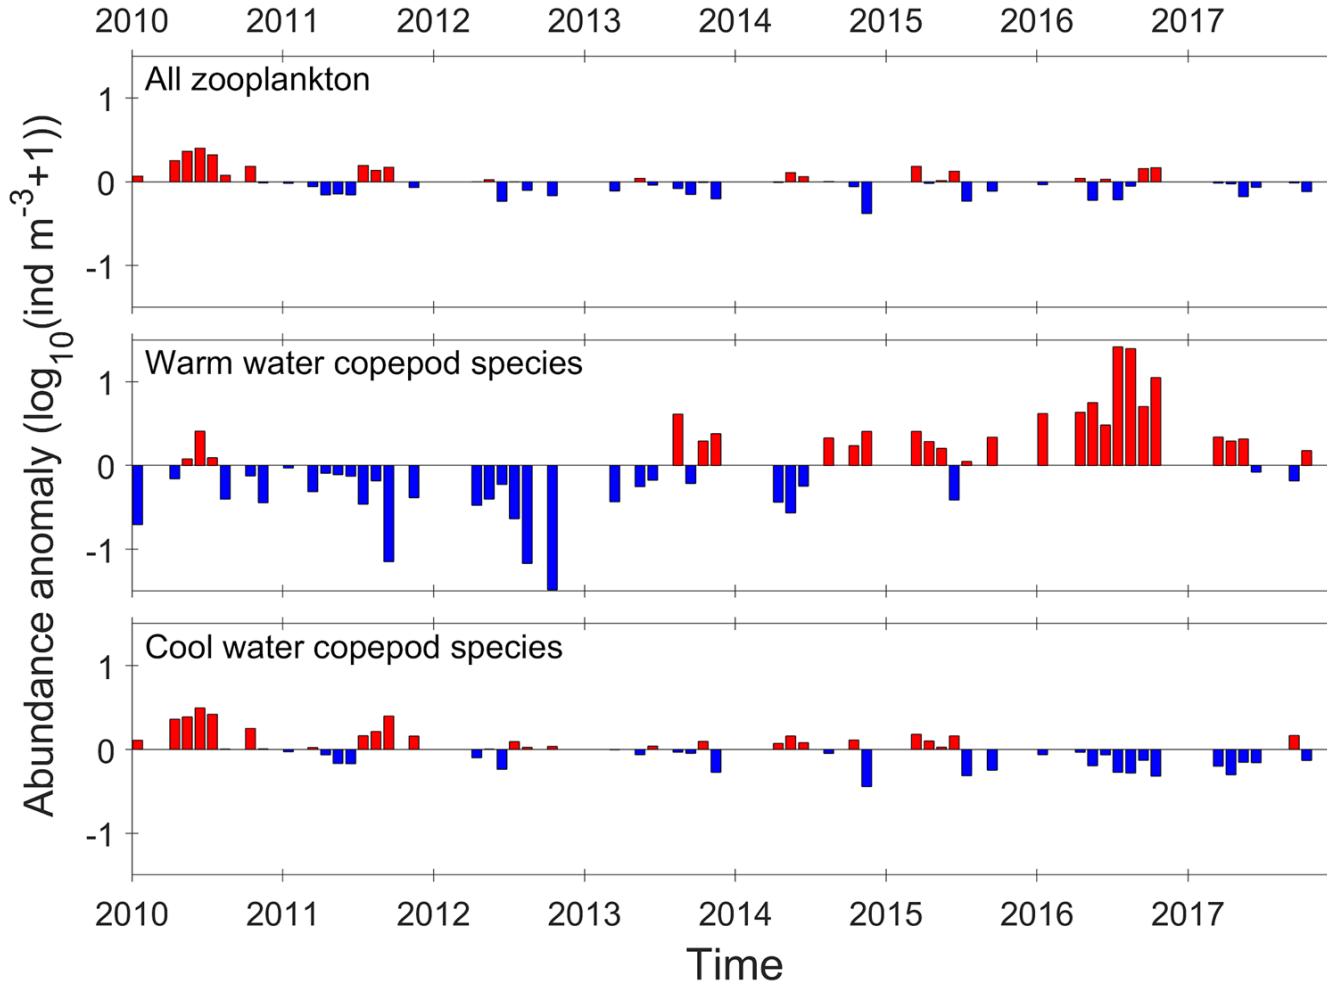 2010 2011 2012 2013 2014 2015 2016 2017
All zooplankton
1
0
-1
Warm water copepod species
1
0
-1
Cool water copepod species
1
0
-1
2010 2011 2012 2013 2014 2015 2016 2017
Time
Abundance anomaly (log₁₀(ind m⁻³+1))